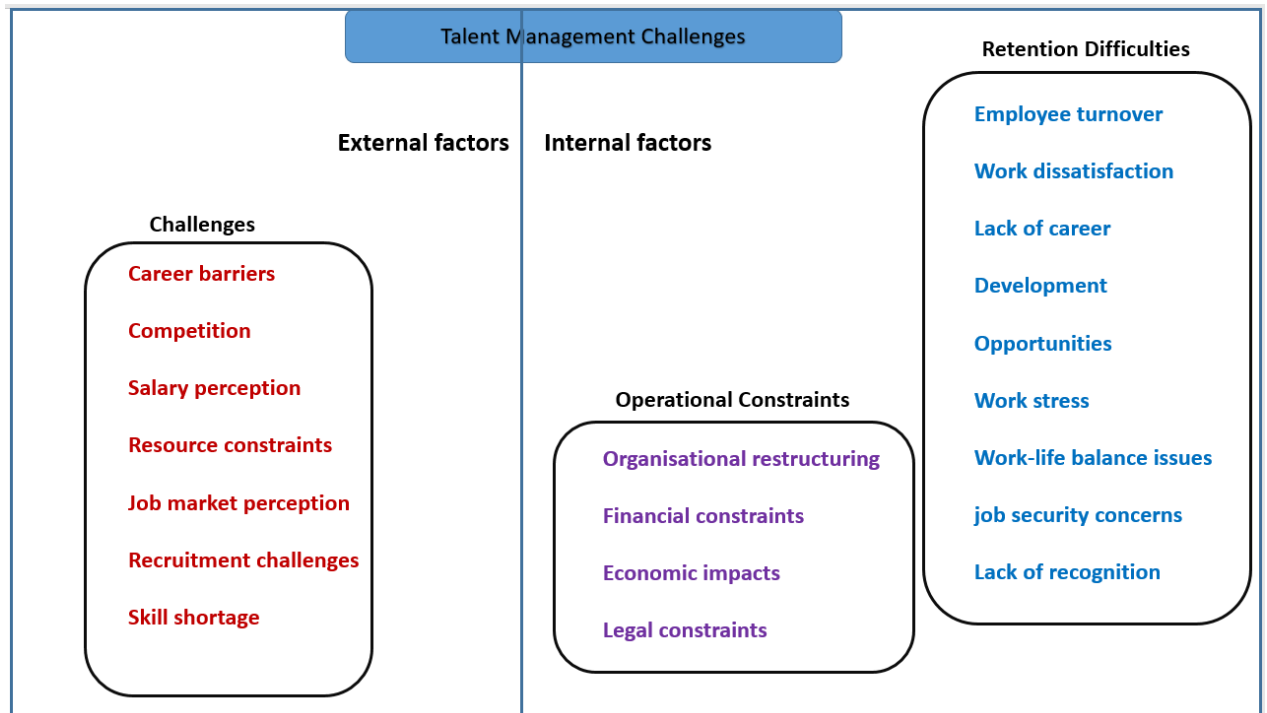 Talent Management Challenges
External factors
Internal factors
Challenges
Career barriers
Competition
Salary perception
Resource constraints
Job market perception
Recruitment challenges
Skill shortage
Operational Constraints
Organisational restructuring
Financial constraints
Economic impacts
Legal constraints
Retention Difficulties
Employee turnover
Work dissatisfaction
Lack of career
Development
Opportunities
Work stress
Work-life balance issues
job security concerns
Lack of recognition